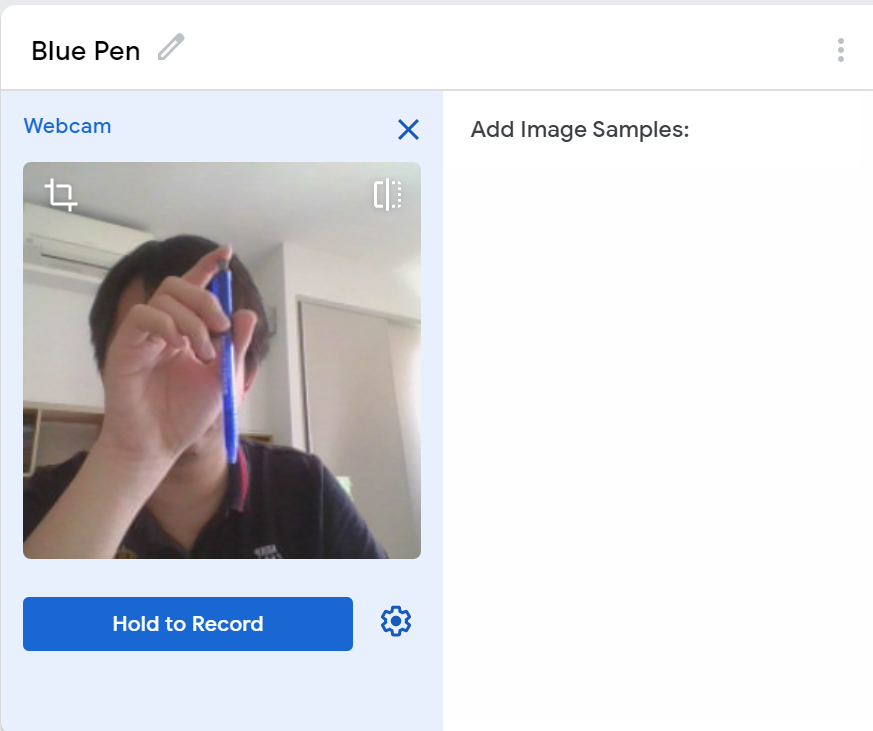 Blue Pen
Webcam
Add Image Samples:
Hold to Record